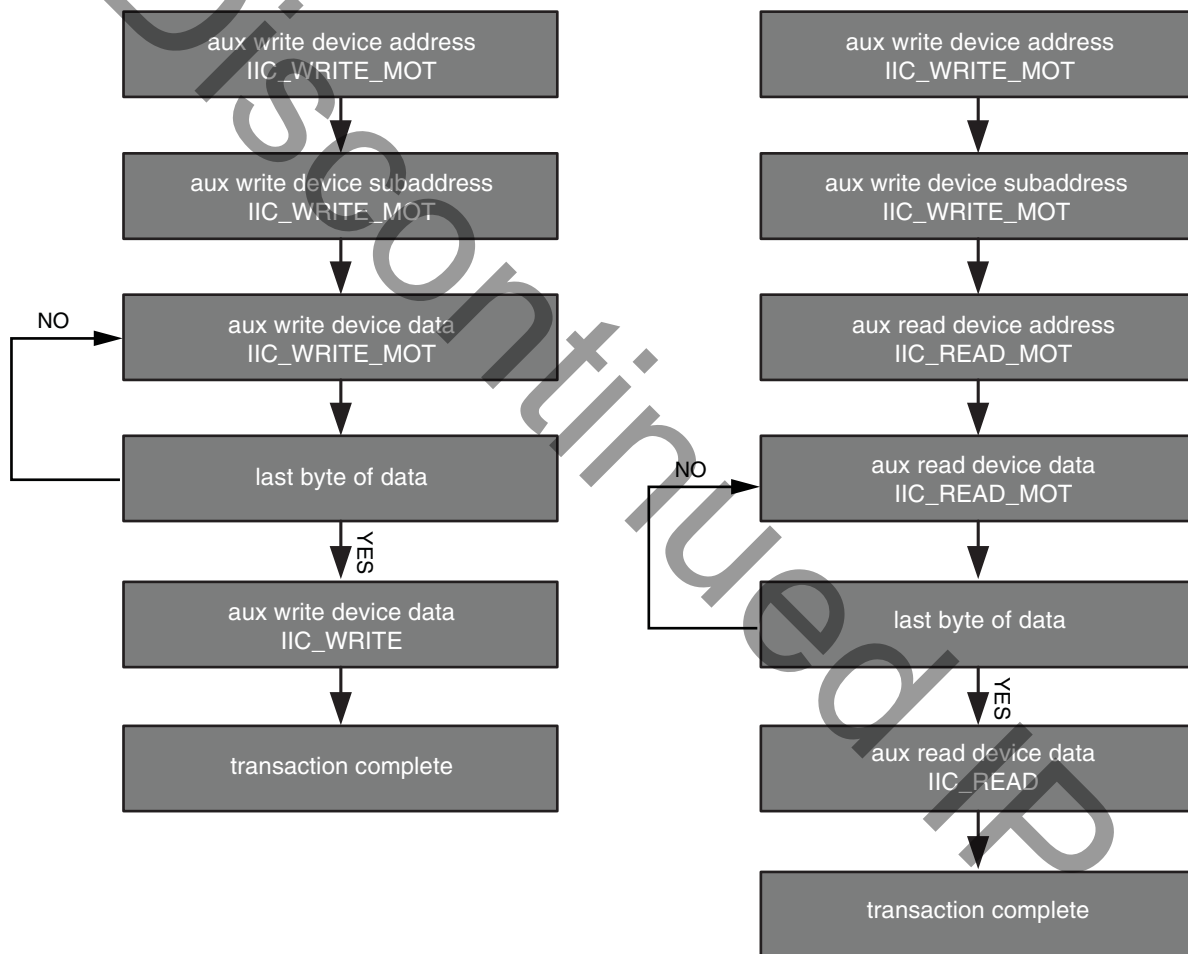 aux write device address
IIC_WRITE_MOT
aux write device subaddress
IIC_WRITE_MOT
NO
aux write device data
IIC_WRITE_MOT
last byte of data
YES
aux write device data
IIC_WRITE
transaction complete
aux write device address
IIC_WRITE_MOT
aux write device subaddress
IIC_WRITE_MOT
aux read device address
IIC_READ_MOT
NO
aux read device data
IIC_READ_MOT
last byte of data
YES
aux read device data
IIC_READ
transaction complete
Discontinued IP